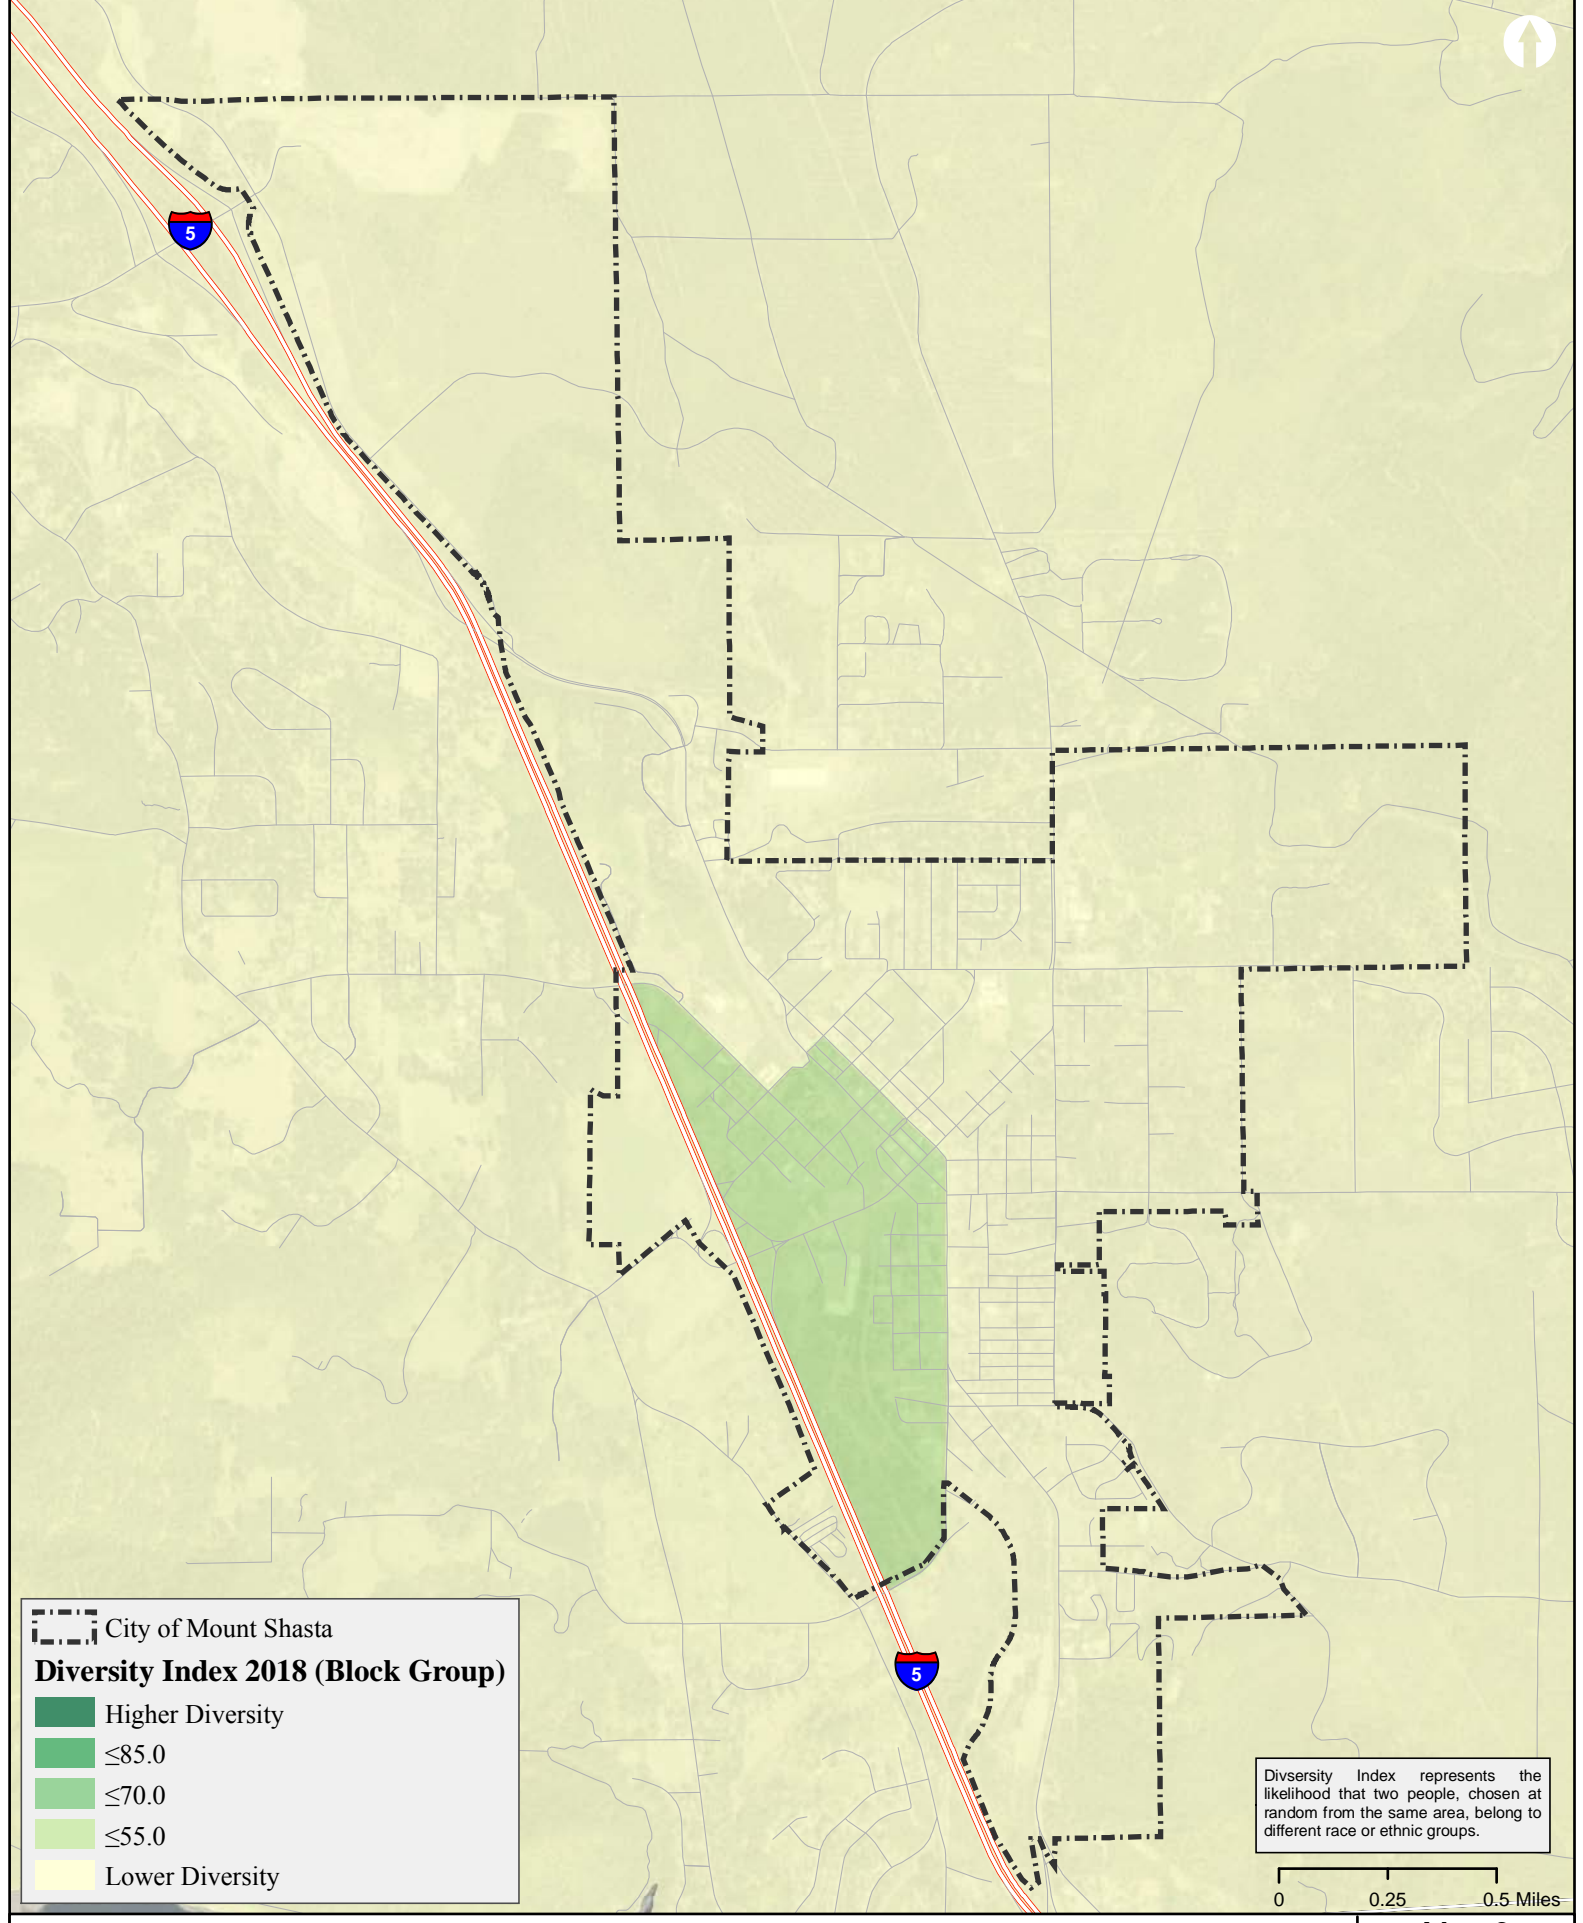 5
5
City of Mount Shasta
Diversity Index 2018 (Block Group)
Higher Diversity
≤85.0
≤70.0
≤55.0
Lower Diversity
Divsersity Index represents the
likelihood that two people, chosen at
random from the same area, belong to
different race or ethnic groups.
0 0.25 0.5 Miles